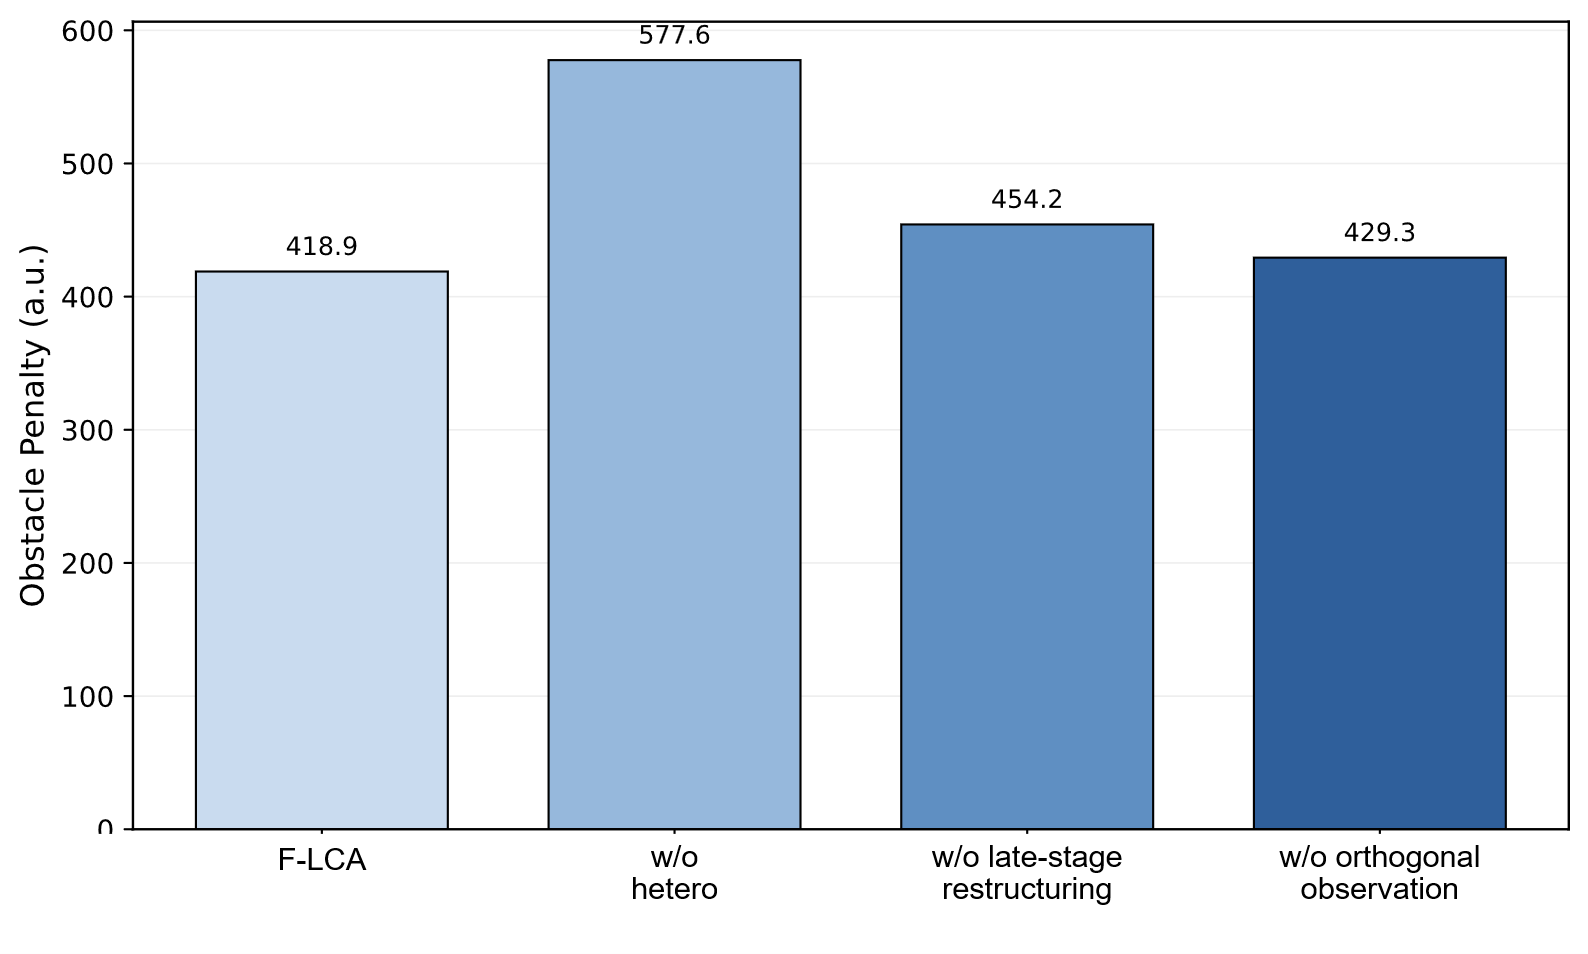 600
500
400
300
200
100
0
Obstacle Penalty (a.u.)
418.9
577.6
454.2
429.3
F-LCA
w/o
hetero
w/o late-stage
restructuring
w/o orthogonal
observation